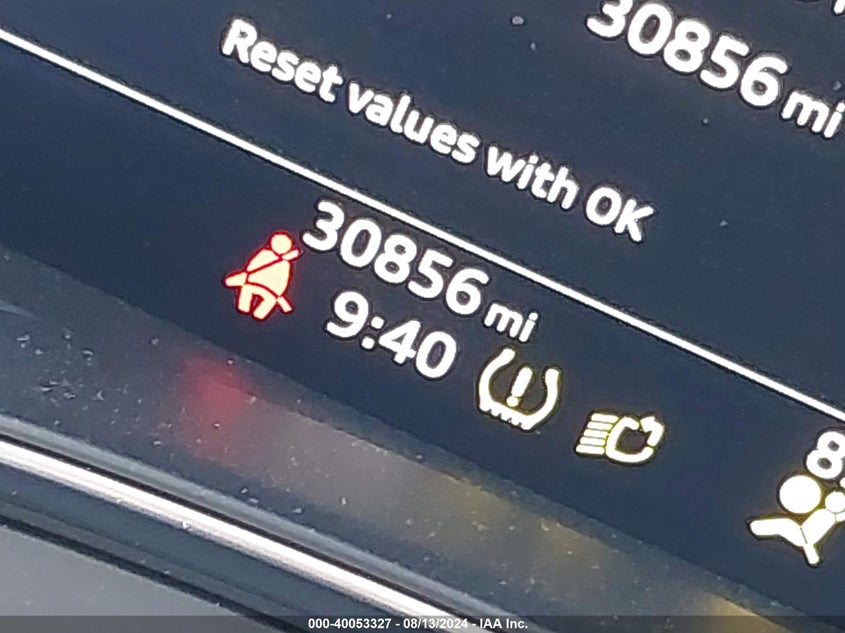 30856 mi
Reset values with OK
30856 mi
9:40
000-40053327 - 08/13/2024 - IAA Inc.